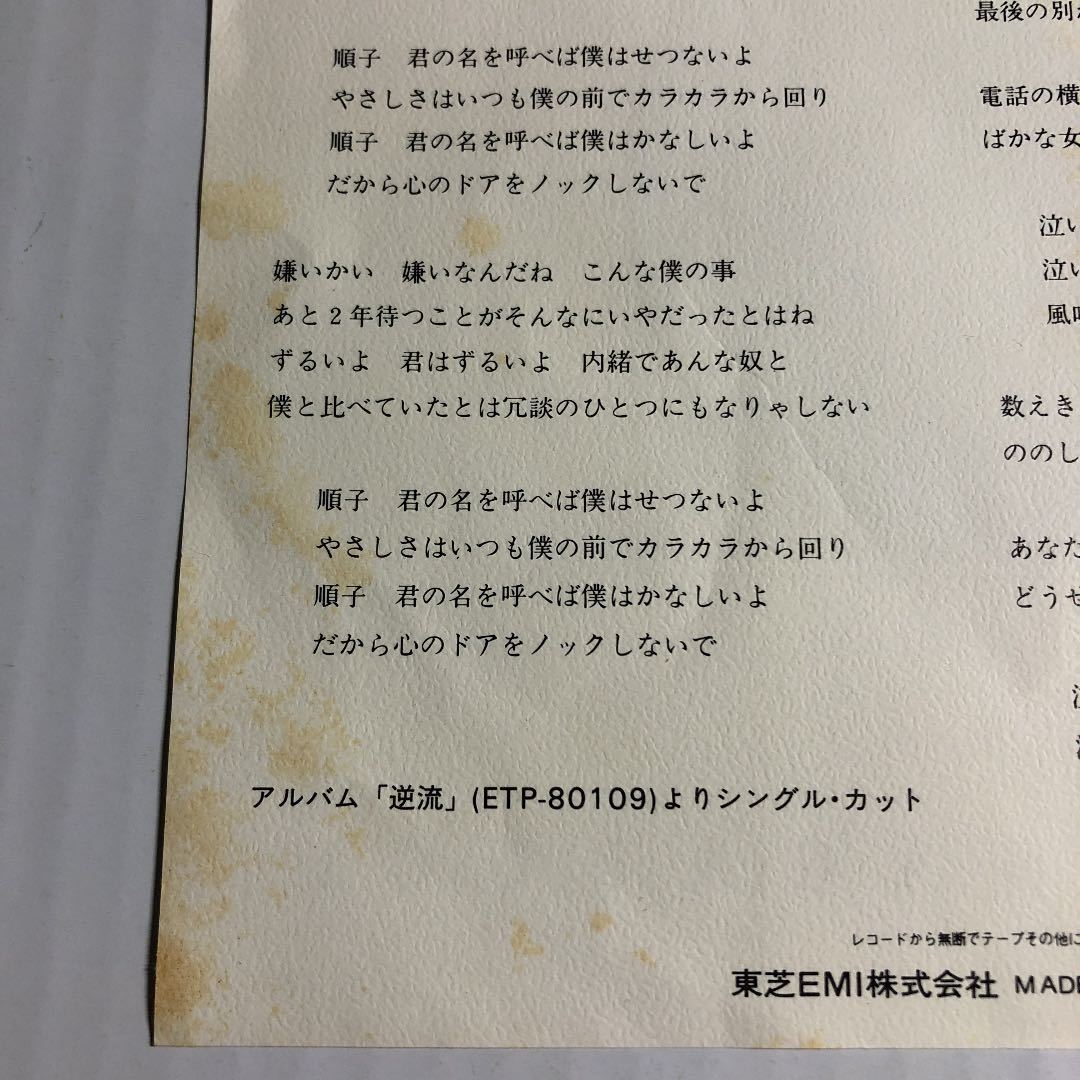 順子　君の名を呼べば僕はせつないよ
やさしさはいつも僕の前でカラカラから回り
順子　君の名を呼べば僕はかなしいよ
だから心のドアをノックしないで
嫌いかい　嫌いなんだね　こんな僕の事
あと２年待つことがそんなにいやだったとはね
ずるいよ　君はずるいよ　内緒であんな奴と
僕と比べていたとは冗談のひとつにもなりゃしない
順子　君の名を呼べば僕はせつないよ
やさしさはいつも僕の前でカラカラから回り
順子　君の名を呼べば僕はかなしいよ
だから心のドアをノックしないで
アルバム「逆流」(ETP-80109)よりシングル・カット
最後の別
電話の横
ばかな女
泣い
泣い
風
数えき
ののし
あなた
どうせ
レコードから無断でテープその他に
東芝EMI株式会社 MADE